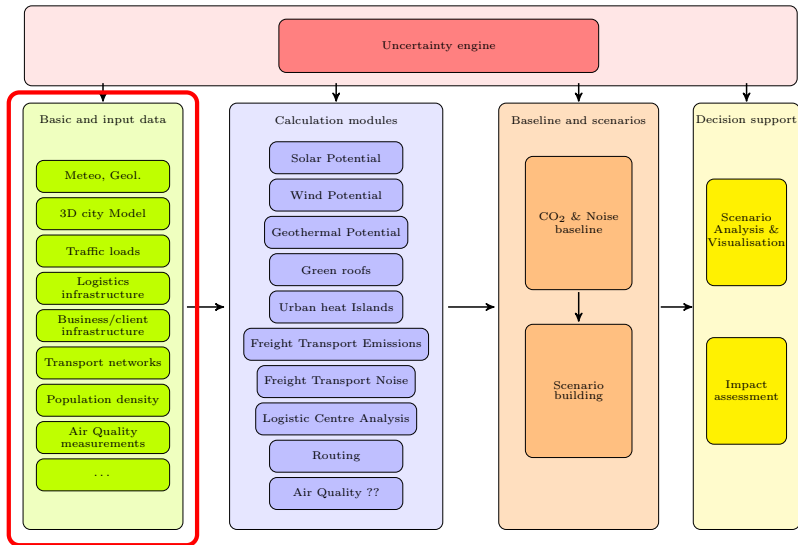 Uncertainty engine
Basic and input data
Meteo, Geol.
3D city Model
Traffic loads
Logistics
infrastructure
Business/client
infrastructure
Transport networks
Population density
Air Quality
measurements
...
Calculation modules
Solar Potential
Wind Potential
Geothermal Potential
Green roofs
Urban heat Islands
Freight Transport Emissions
Freight Transport Noise
Logistic Centre Analysis
Routing
Air Quality ??
Baseline and scenarios
CO₂ & Noise
baseline
Scenario
building
Decision support
Scenario
Analysis &
Visualisation
Impact
assessment